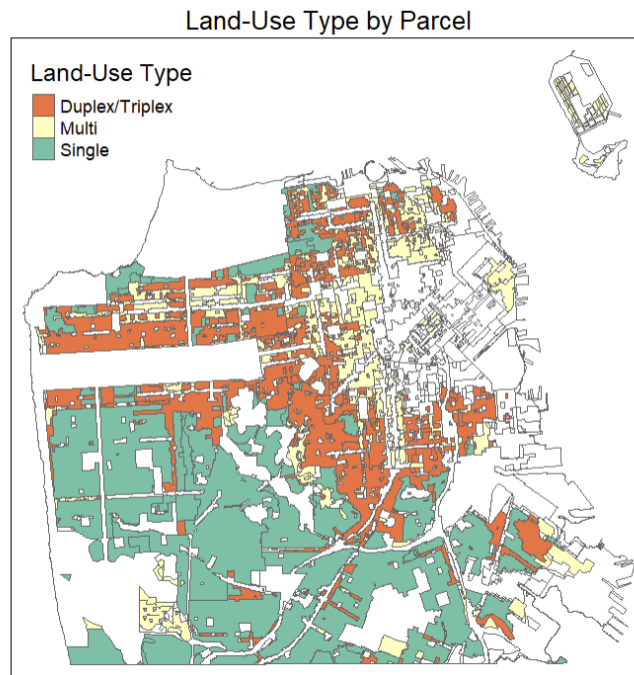 Land-Use Type by Parcel
Land-Use Type
Duplex/Triplex
Multi
Single